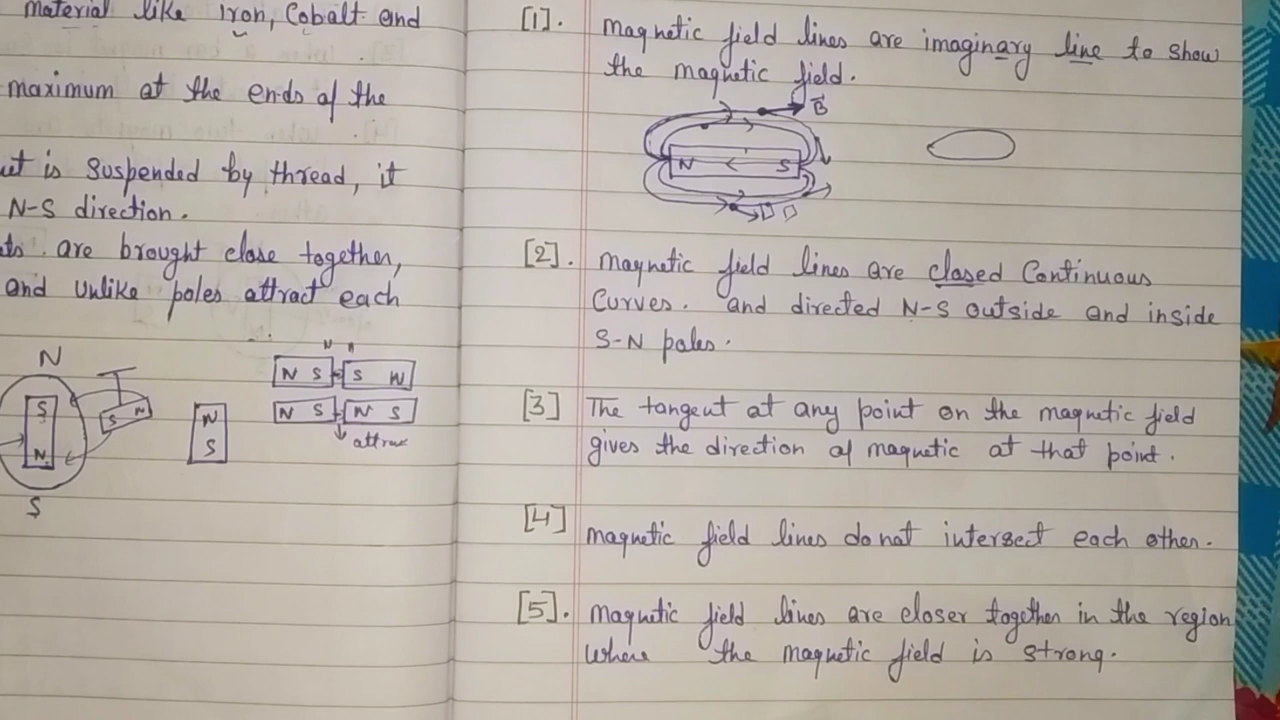 material like Iron, Cobalt and
maximum at the ends of the
is Suspended by thread, it
N-S direction.
are brought close together,
and unlike poles attract each
N
S
N
S
N
S
N
S
N S S N
N S N S
attrac
[1]. magnetic field lines are imaginary line to show
the magnetic field.
B
N S
[2]. magnetic field lines are closed Continuous
Curves. and directed N-S outside and inside
S-N poles.
[3] The tangent at any point on the magnetic field
gives the direction of magnetic at that point.
[4] magnetic field lines do not intersect each other.
[5]. magnetic field lines are closer together in the region
where the magnetic field is strong.